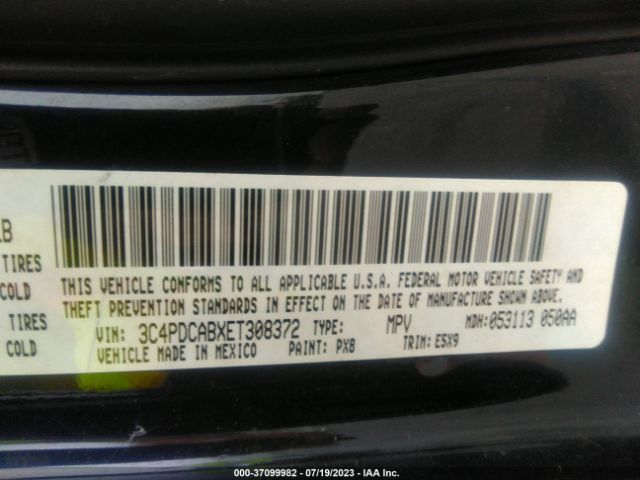 LB
TIRES
COLD
TIRES
COLD
THIS VEHICLE CONFORMS TO ALL APPLICABLE U.S.A. FEDERAL MOTOR VEHICLE SAFETY AND
THEFT PREVENTION STANDARDS IN EFFECT ON THE DATE OF MANUFACTURE SHOWN ABOVE.
VIN: 3C4PDCABXET308372 TYPE: MPV MDH: 053113 050AA
VEHICLE MADE IN MEXICO PAINT: PX8 TRIM: E5X9
000-37099982 - 07/19/2023 - IAA Inc.